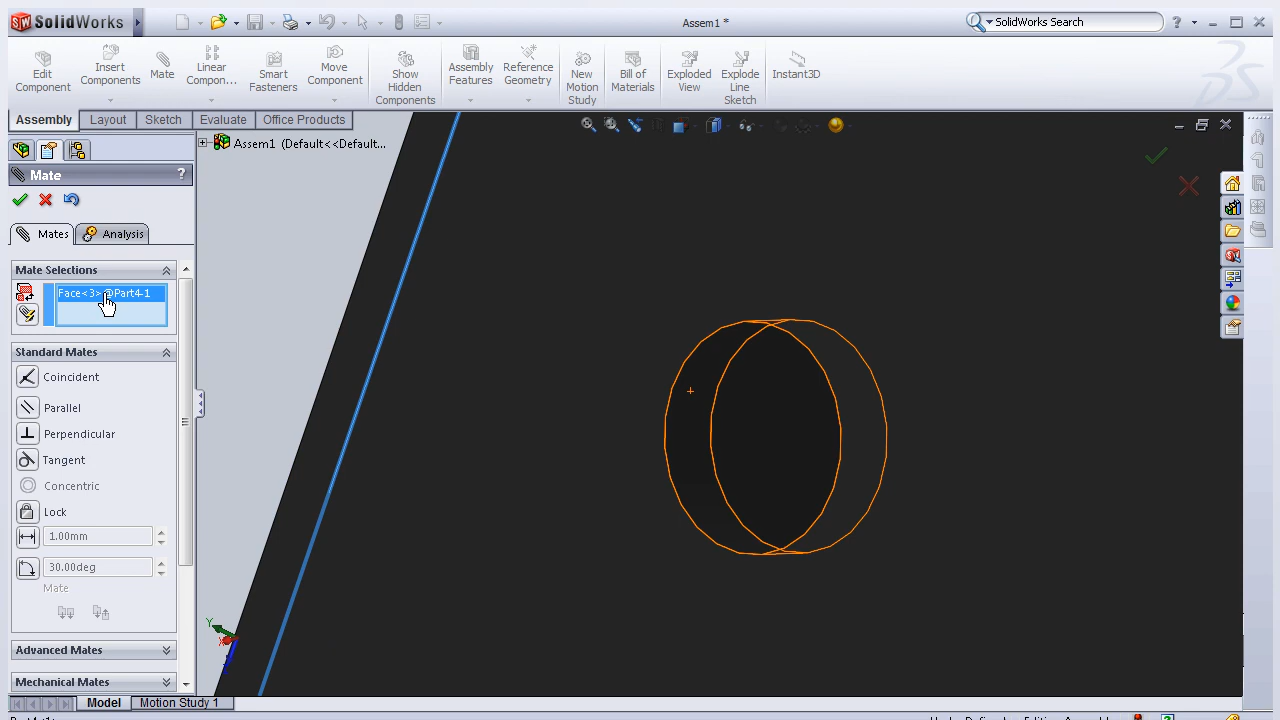 SolidWorks
Assem1 *
SolidWorks Search
Edit
Component
Insert
Components
Mate
Linear
Compon...
Smart
Fasteners
Move
Component
Show
Hidden
Components
Assembly
Features
Reference
Geometry
New
Motion
Study
Bill of
Materials
Exploded
View
Explode
Line
Sketch
Instant3D
Assembly
Layout
Sketch
Evaluate
Office Products
Assem1 (Default<<Default...
Mate
?
Mates
Analysis
Mate Selections
Face<3>@Part4-1
Standard Mates
Coincident
Parallel
Perpendicular
Tangent
Concentric
Lock
1.00mm
30.00deg
Mate
Advanced Mates
Mechanical Mates
Y
X
Model
Motion Study 1